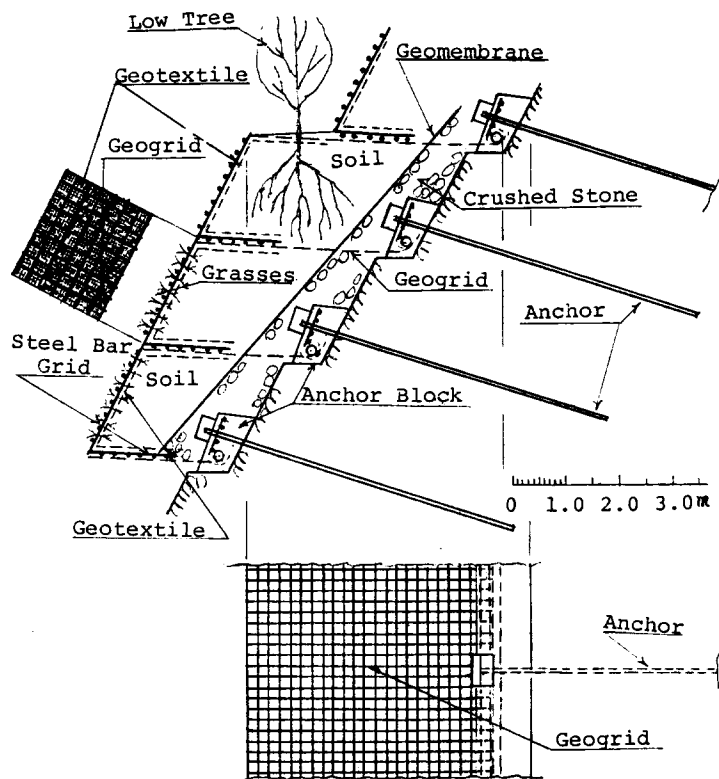 Low Tree
Geomembrane
Geotextile
Geogrid
Soil
Crushed Stone
Grasses
Geogrid
Anchor
Steel Bar
Grid
Soil
Anchor Block
Geotextile
0 1.0 2.0 3.0 m
Anchor
Geogrid